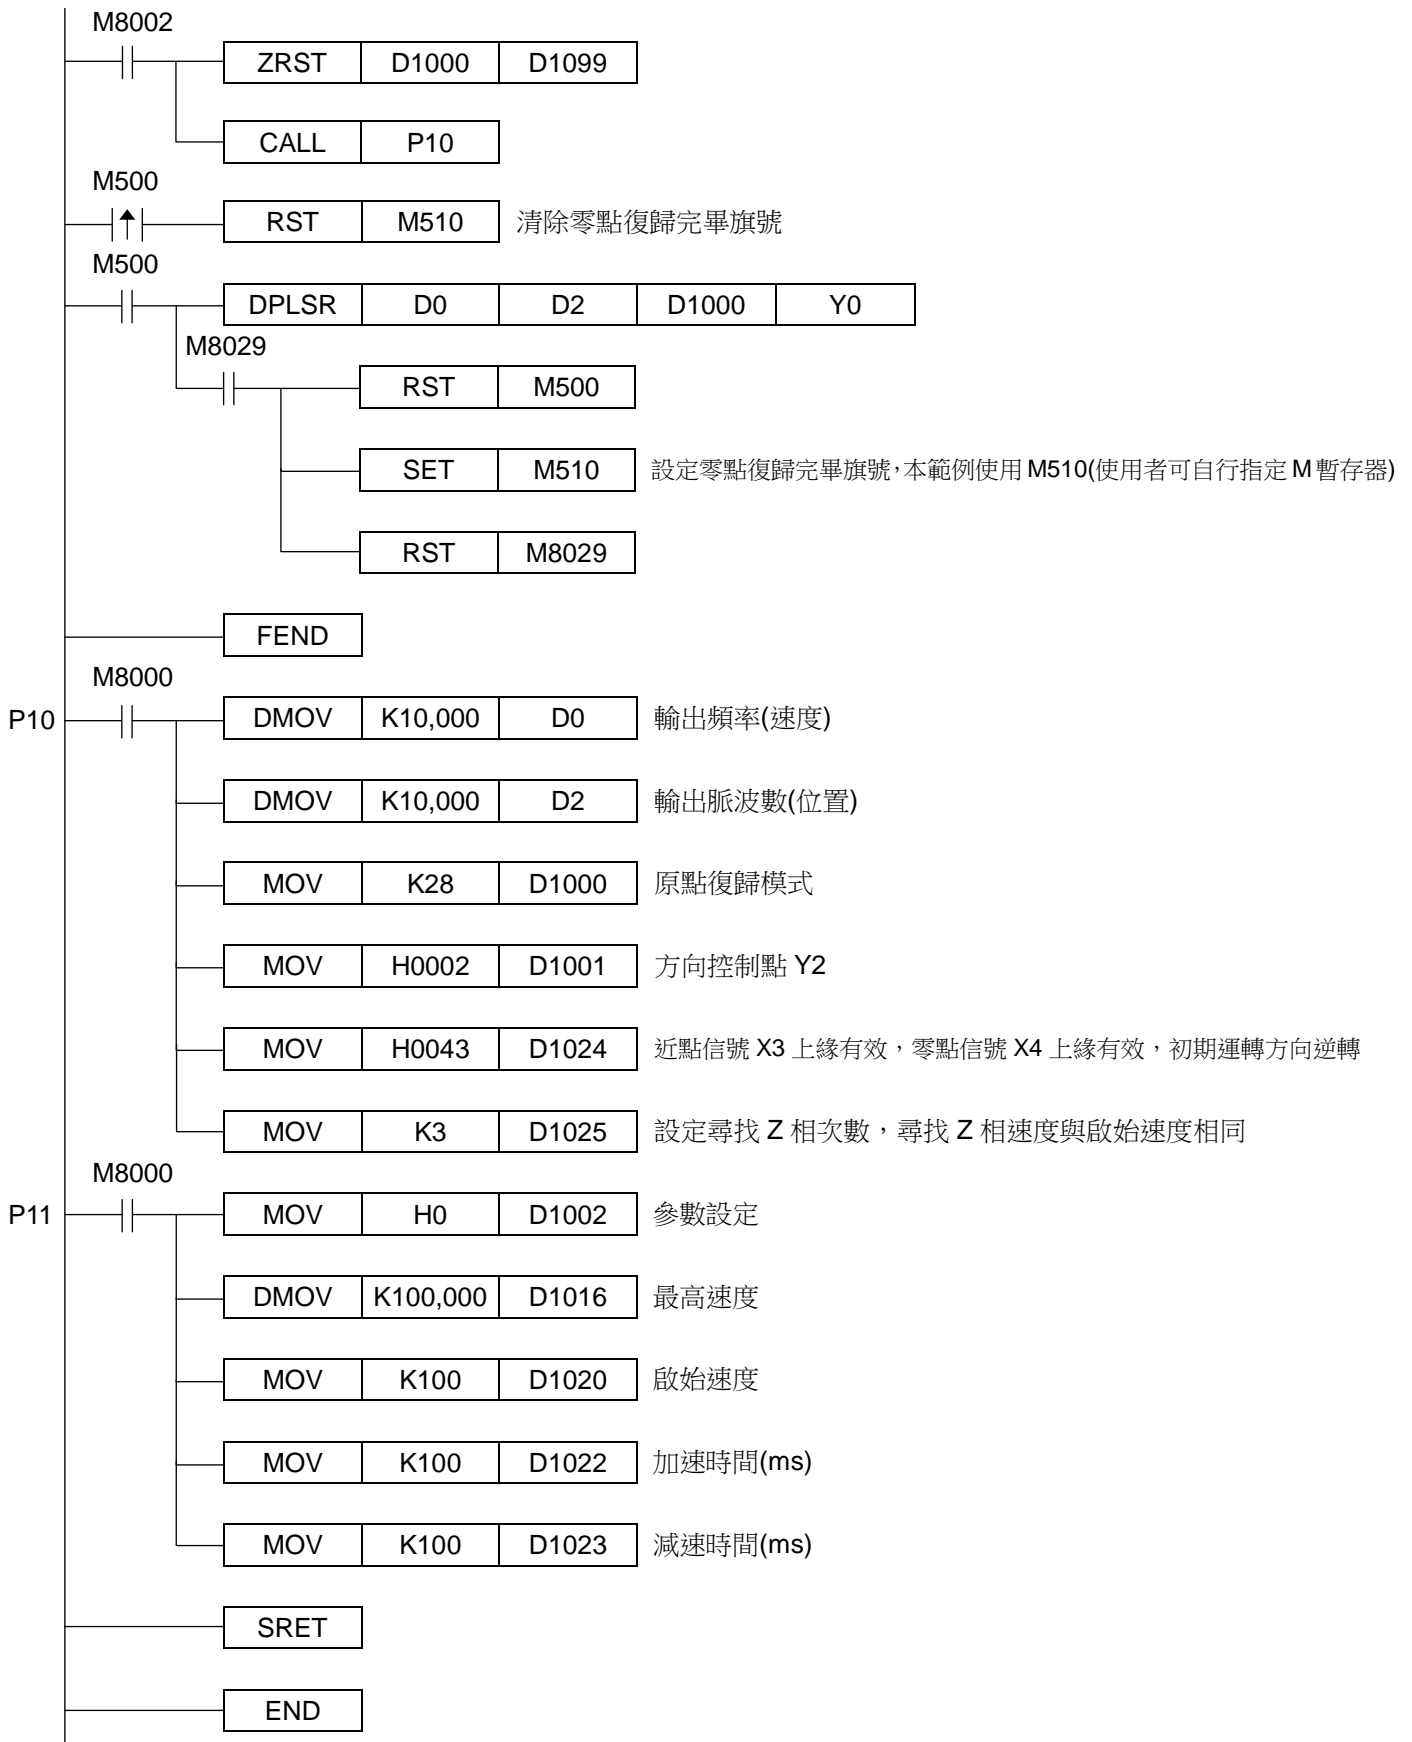 M8002
ZRST D1000 D1099
CALL P10
M500
RST M510 清除零點復歸完畢旗號
M500
DPLSR D0 D2 D1000 Y0
M8029
RST M500
SET M510 設定零點復歸完畢旗號,本範例使用 M510(使用者可自行指定 M 暫存器)
RST M8029
FEND
M8000
P10 DMOV K10,000 D0 輸出頻率(速度)
DMOV K10,000 D2 輸出脈波數(位置)
MOV K28 D1000 原點復歸模式
MOV H0002 D1001 方向控制點 Y2
MOV H0043 D1024 近點信號 X3 上緣有效，零點信號 X4 上緣有效，初期運轉方向逆轉
MOV K3 D1025 設定尋找 Z 相次數，尋找 Z 相速度與啟始速度相同
M8000
P11 MOV H0 D1002 參數設定
DMOV K100,000 D1016 最高速度
MOV K100 D1020 啟始速度
MOV K100 D1022 加速時間(ms)
MOV K100 D1023 減速時間(ms)
SRET
END